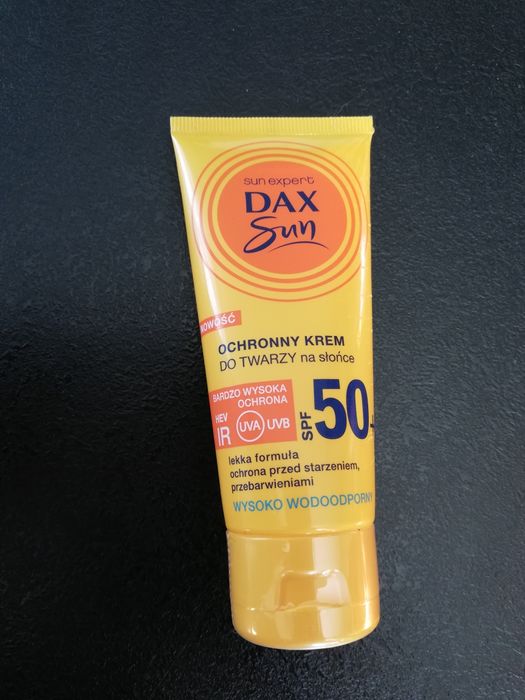 sun expert
DAX
Sun
NOWOŚĆ
OCHRONNY KREM
DO TWARZY na słońce
BARDZO WYSOKA
OCHRONA
HEV
IR UVA UVB
SPF 50+
lekka formuła
ochrona przed starzeniem,
przebarwieniami
WYSOKO WODOODPORNY